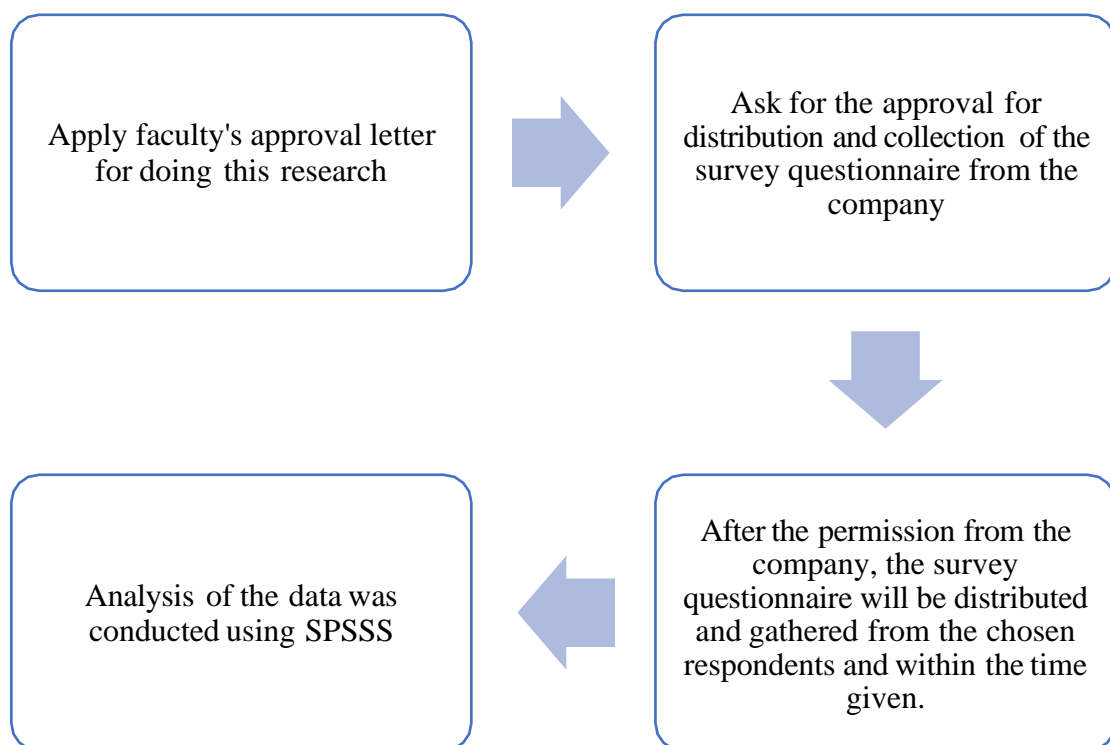 Apply faculty's approval letter
for doing this research
Ask for the approval for
distribution and collection of the
survey questionnaire from the
company
After the permission from the
company, the survey
questionnaire will be distributed
and gathered from the chosen
respondents and within the time
given.
Analysis of the data was
conducted using SPSSS